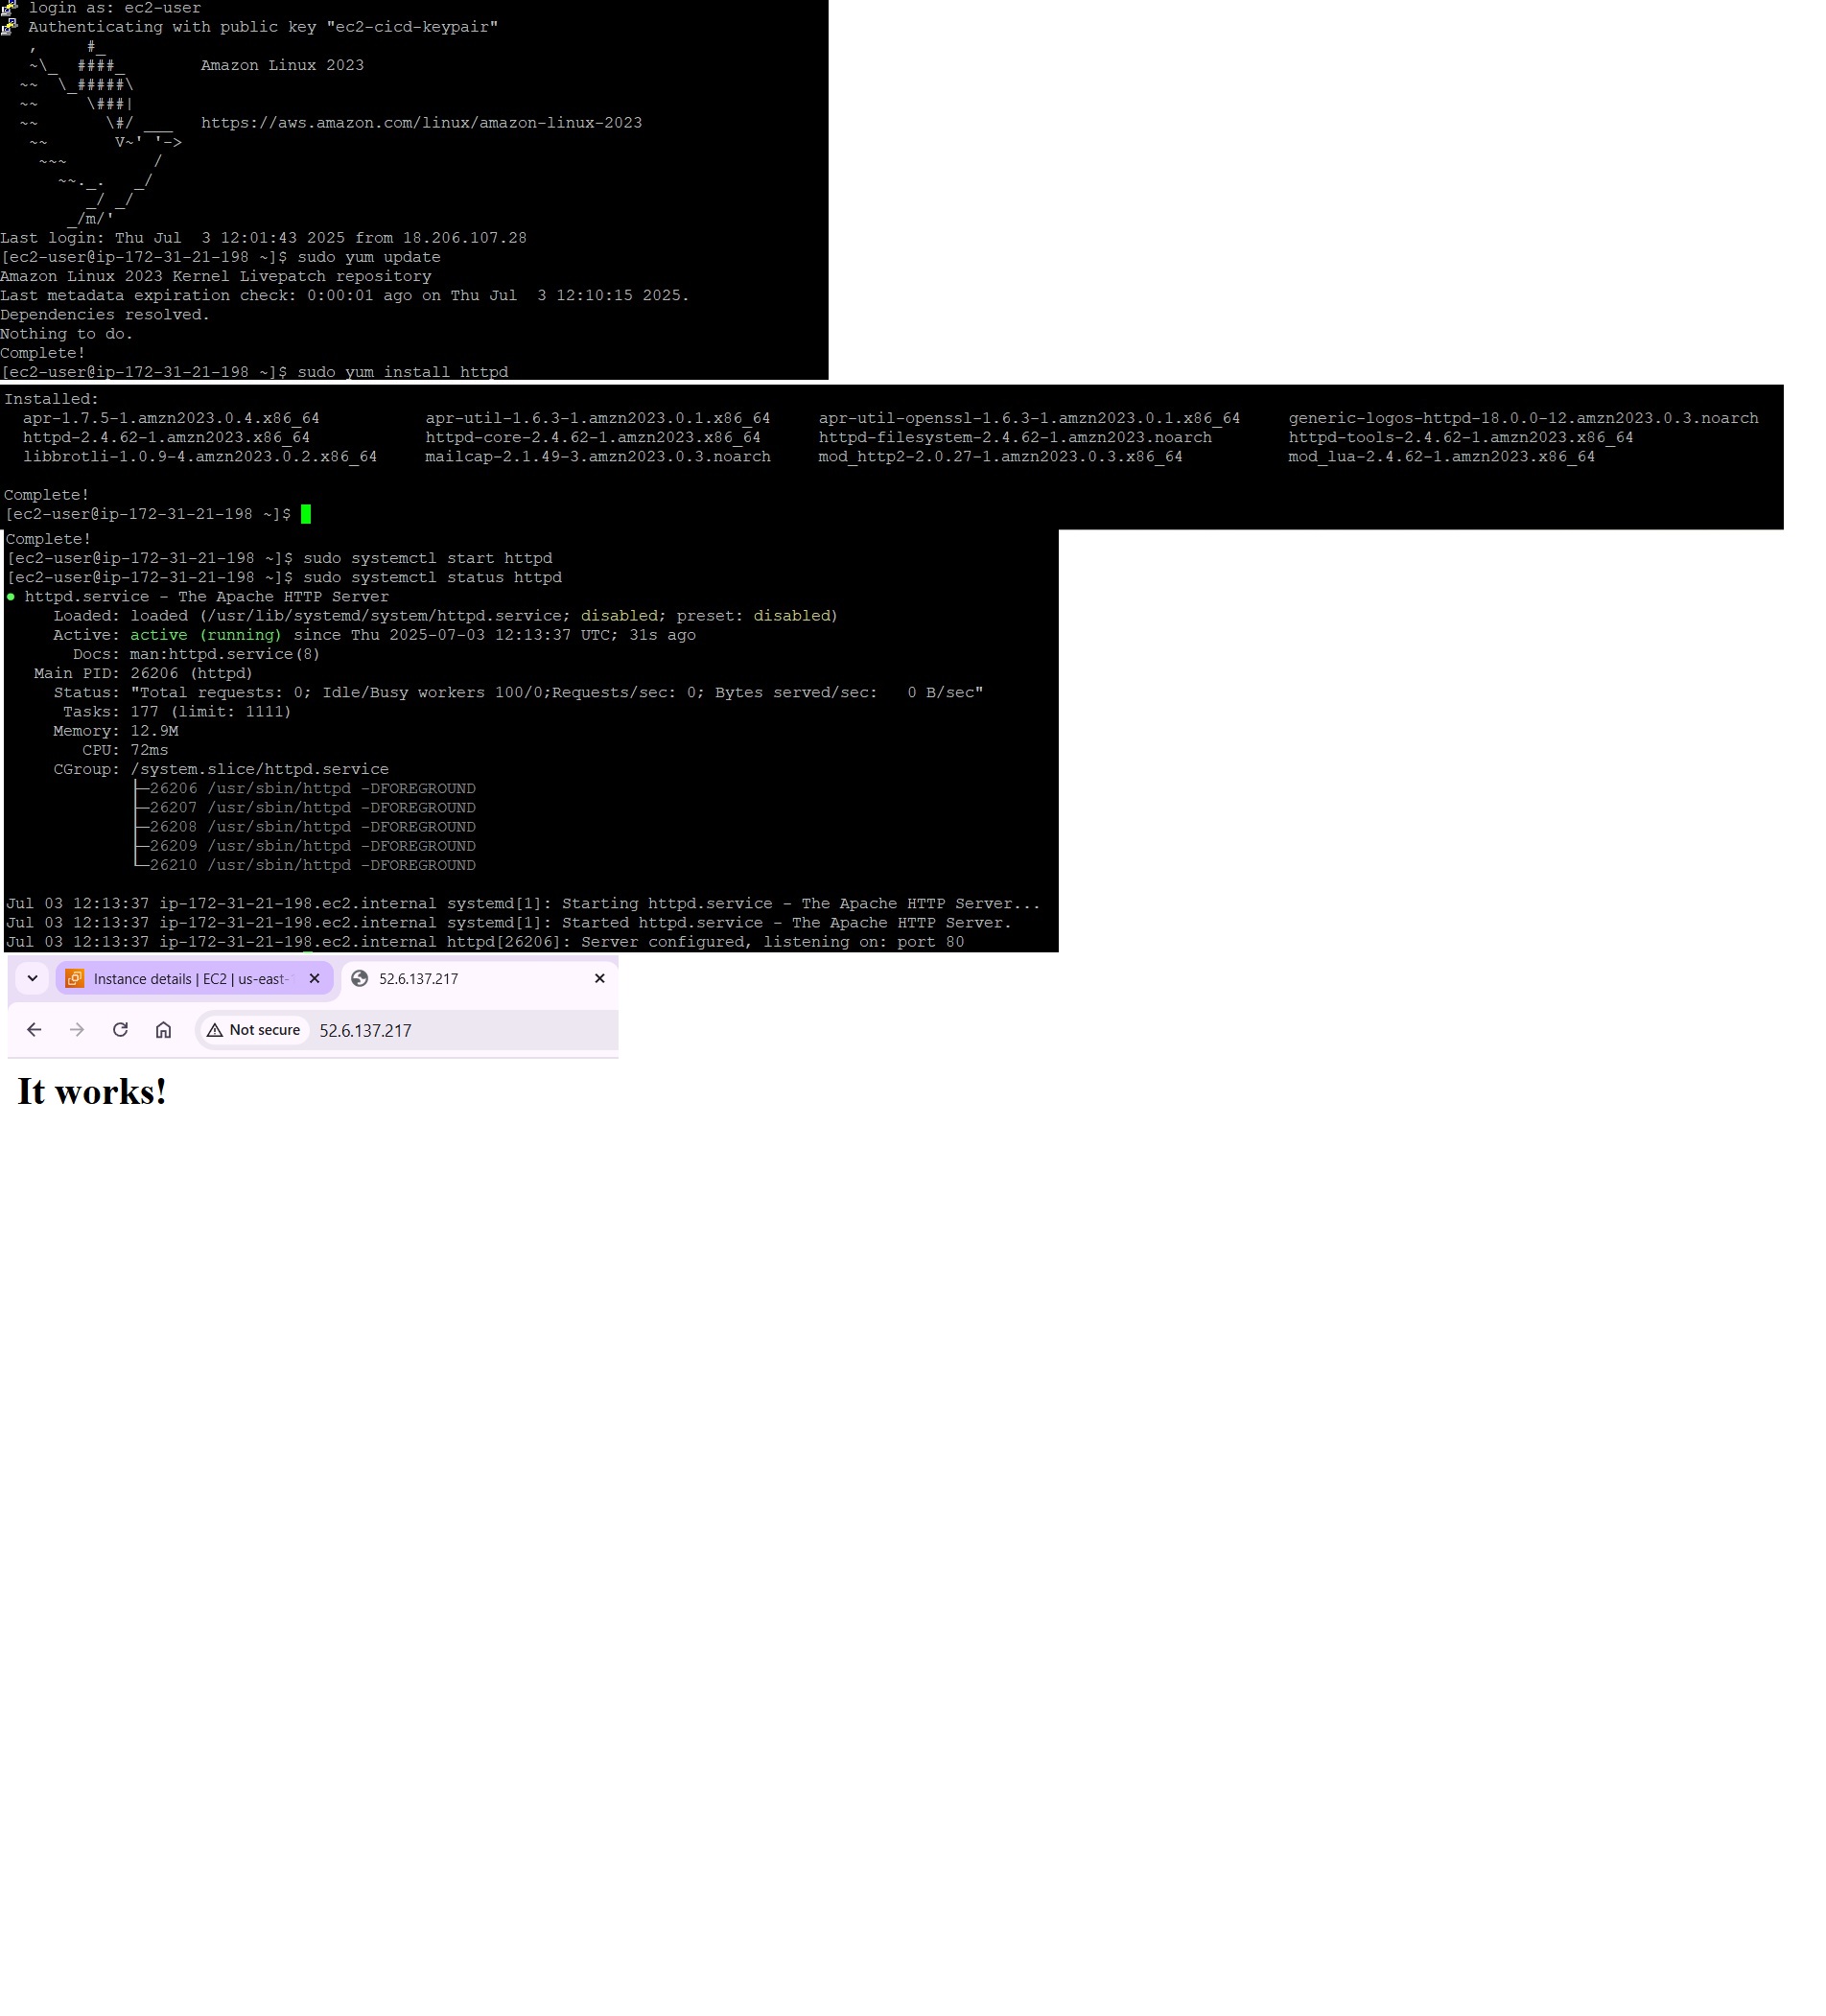 login as: ec2-user
Authenticating with public key "ec2-cicd-keypair"
   ,     #_
   ~\_  ####_        Amazon Linux 2023
  ~~  \_#####\
  ~~     \###|
  ~~       \#/ ___   https://aws.amazon.com/linux/amazon-linux-2023
   ~~       V~' '->
    ~~~         /
      ~~._.   _/
         _/ _/
       _/m/'
Last login: Thu Jul  3 12:01:43 2025 from 18.206.107.28
[ec2-user@ip-172-31-21-198 ~]$ sudo yum update
Amazon Linux 2023 Kernel Livepatch repository
Last metadata expiration check: 0:00:01 ago on Thu Jul  3 12:10:15 2025.
Dependencies resolved.
Nothing to do.
Complete!
[ec2-user@ip-172-31-21-198 ~]$ sudo yum install httpd
Installed:
  apr-1.7.5-1.amzn2023.0.4.x86_64           apr-util-1.6.3-1.amzn2023.0.1.x86_64     apr-util-openssl-1.6.3-1.amzn2023.0.1.x86_64     generic-logos-httpd-18.0.0-12.amzn2023.0.3.noarch
  httpd-2.4.62-1.amzn2023.x86_64            httpd-core-2.4.62-1.amzn2023.x86_64      httpd-filesystem-2.4.62-1.amzn2023.noarch        httpd-tools-2.4.62-1.amzn2023.x86_64
  libbrotli-1.0.9-4.amzn2023.0.2.x86_64     mailcap-2.1.49-3.amzn2023.0.3.noarch     mod_http2-2.0.27-1.amzn2023.0.3.x86_64           mod_lua-2.4.62-1.amzn2023.x86_64
Complete!
[ec2-user@ip-172-31-21-198 ~]$
Complete!
[ec2-user@ip-172-31-21-198 ~]$ sudo systemctl start httpd
[ec2-user@ip-172-31-21-198 ~]$ sudo systemctl status httpd
● httpd.service - The Apache HTTP Server
     Loaded: loaded (/usr/lib/systemd/system/httpd.service; disabled; preset: disabled)
     Active: active (running) since Thu 2025-07-03 12:13:37 UTC; 31s ago
       Docs: man:httpd.service(8)
   Main PID: 26206 (httpd)
     Status: "Total requests: 0; Idle/Busy workers 100/0;Requests/sec: 0; Bytes served/sec:   0 B/sec"
      Tasks: 177 (limit: 1111)
     Memory: 12.9M
        CPU: 72ms
     CGroup: /system.slice/httpd.service
             ├─26206 /usr/sbin/httpd -DFOREGROUND
             ├─26207 /usr/sbin/httpd -DFOREGROUND
             ├─26208 /usr/sbin/httpd -DFOREGROUND
             ├─26209 /usr/sbin/httpd -DFOREGROUND
             └─26210 /usr/sbin/httpd -DFOREGROUND
Jul 03 12:13:37 ip-172-31-21-198.ec2.internal systemd[1]: Starting httpd.service - The Apache HTTP Server...
Jul 03 12:13:37 ip-172-31-21-198.ec2.internal systemd[1]: Started httpd.service - The Apache HTTP Server.
Jul 03 12:13:37 ip-172-31-21-198.ec2.internal httpd[26206]: Server configured, listening on: port 80
Instance details | EC2 | us-east- 52.6.137.217
Not secure 52.6.137.217
It works!